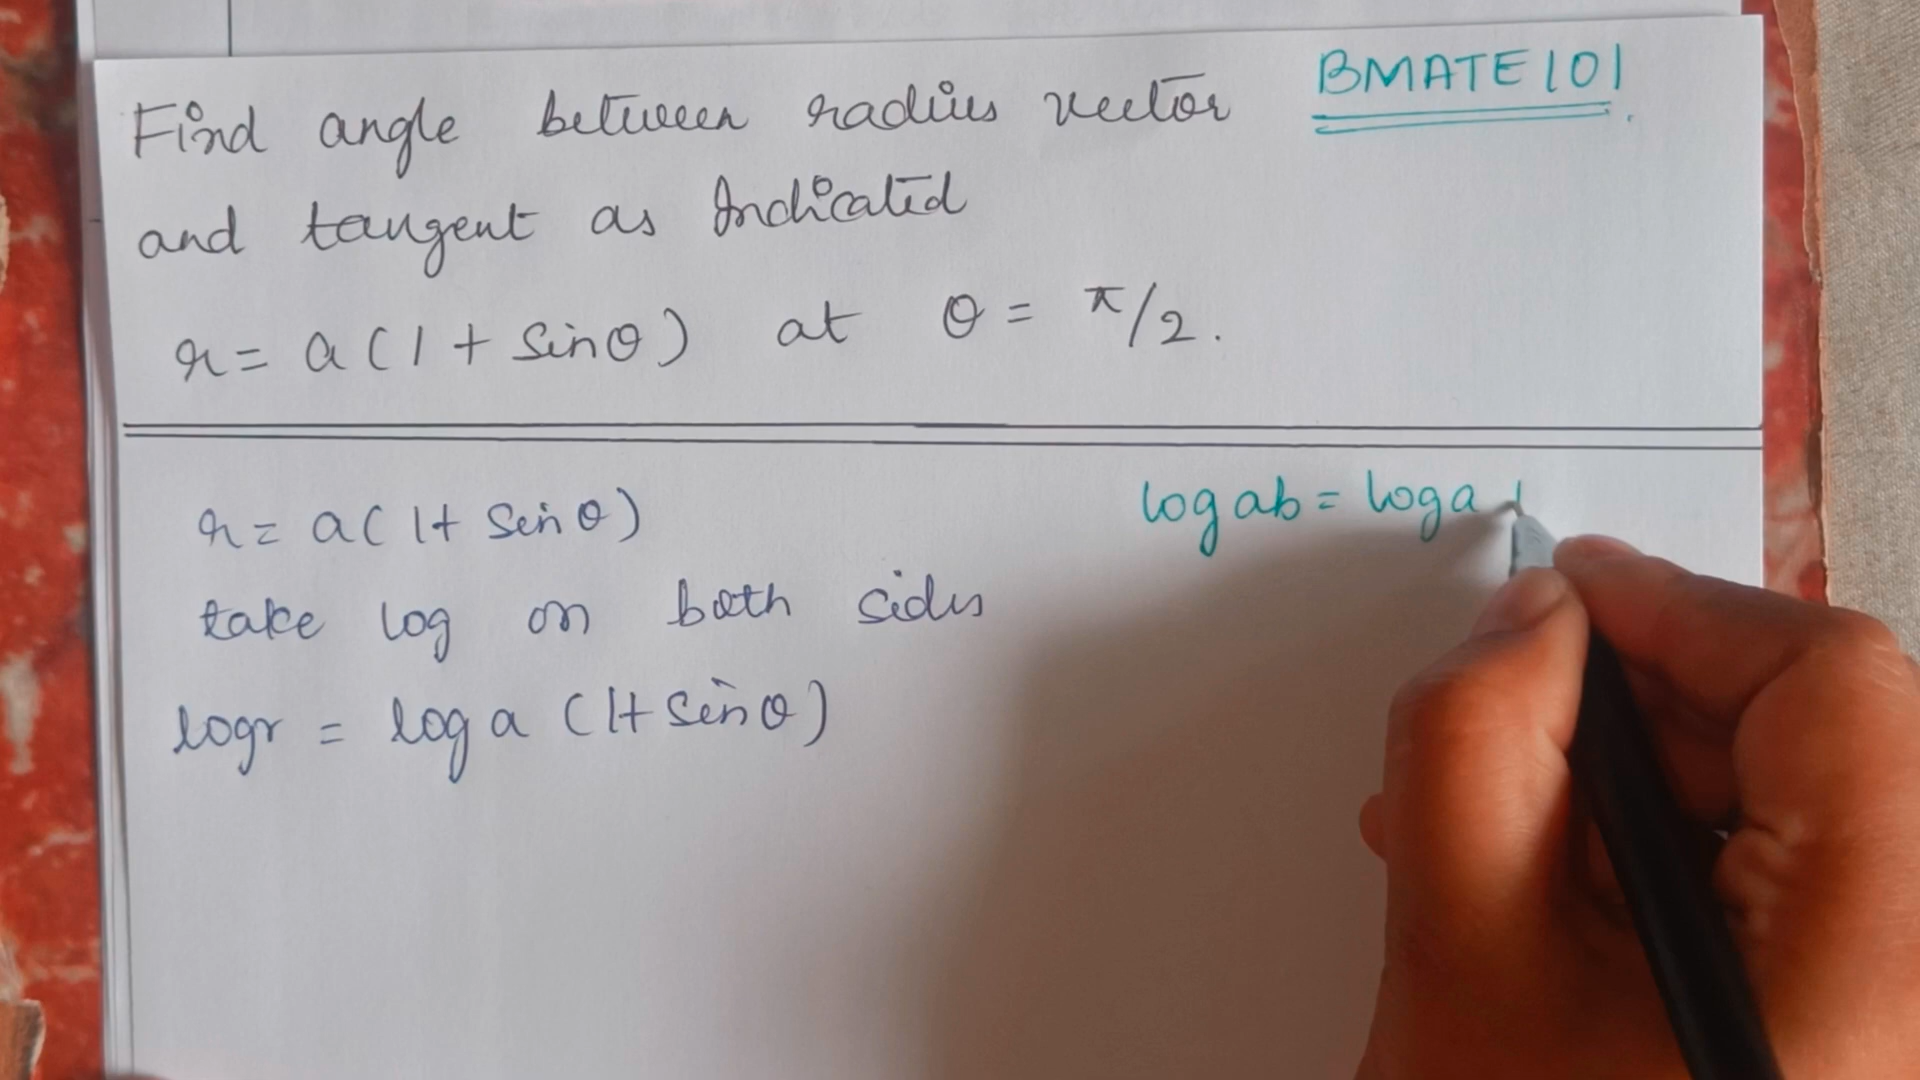 Find angle between radius vector BMATE101.
and tangent as Indicated
r = a(1 + sinθ) at θ = π/2.
r = a(1+ sinθ) log ab = log a +
take log on both sides
logr = log a (1+ sinθ)